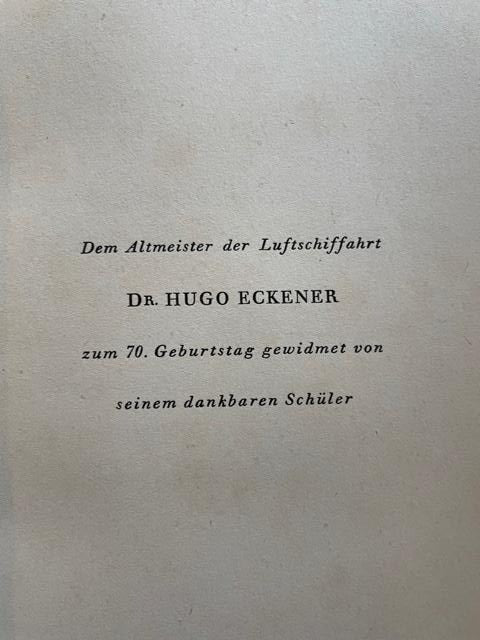 Dem Altmeister der Luftschiffahrt
DR. HUGO ECKENER
zum 70. Geburtstag gewidmet von
seinem dankbaren Schüler